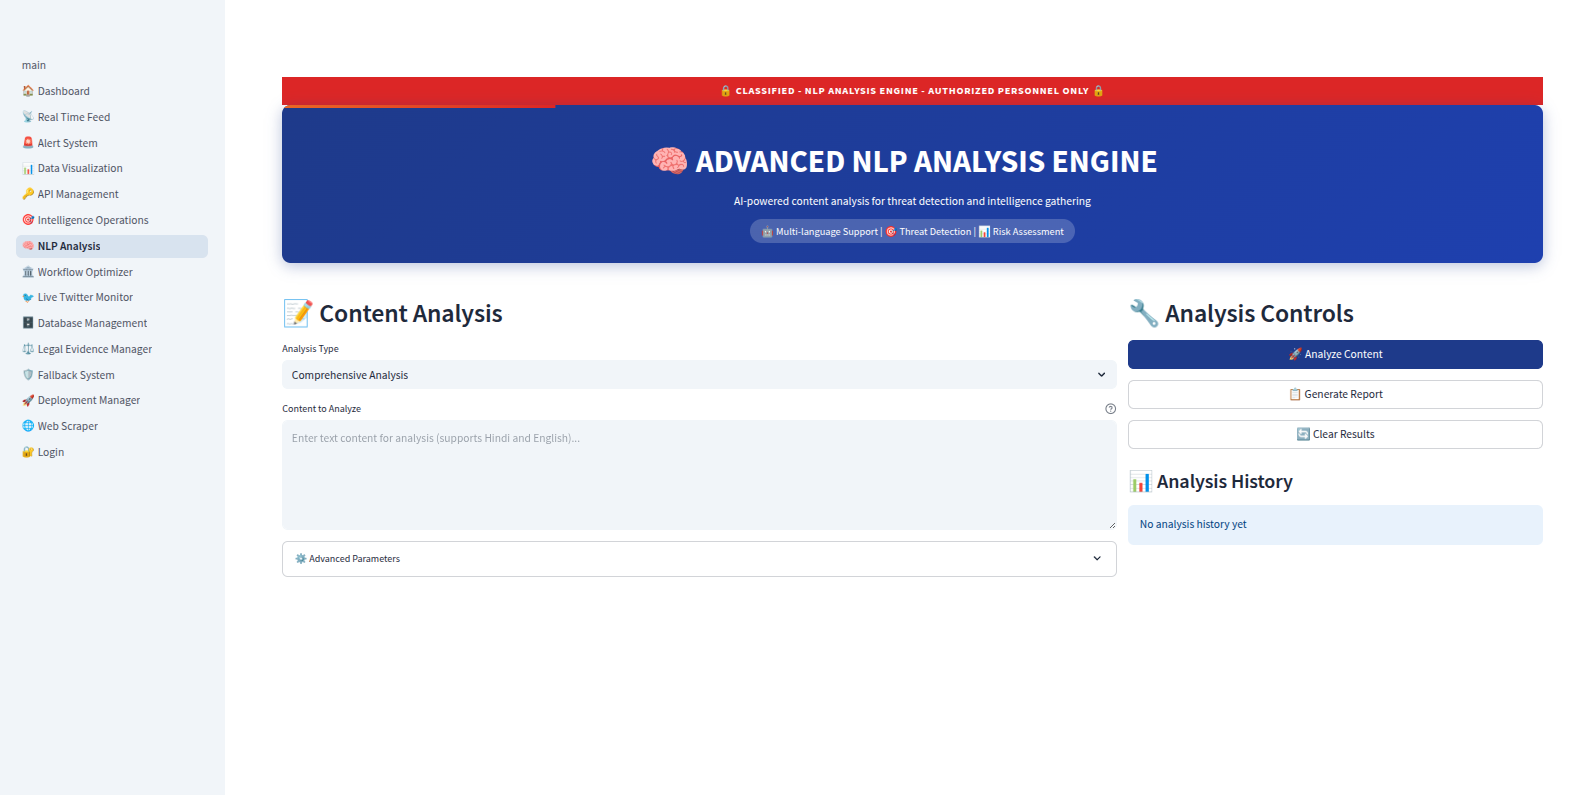 main
🏠 Dashboard
📡 Real Time Feed
🚨 Alert System
📊 Data Visualization
🔑 API Management
🎯 Intelligence Operations
🧠 NLP Analysis
🏛️ Workflow Optimizer
🐦 Live Twitter Monitor
🗄️ Database Management
⚖️ Legal Evidence Manager
🛡️ Fallback System
🚀 Deployment Manager
🌐 Web Scraper
🔐 Login
🔒 CLASSIFIED - NLP ANALYSIS ENGINE - AUTHORIZED PERSONNEL ONLY 🔒
🧠 ADVANCED NLP ANALYSIS ENGINE
AI-powered content analysis for threat detection and intelligence gathering
🤖 Multi-language Support | 🎯 Threat Detection | 📊 Risk Assessment
📝 Content Analysis
Analysis Type
Comprehensive Analysis
Content to Analyze
Enter text content for analysis (supports Hindi and English)...
⚙️ Advanced Parameters
🔧 Analysis Controls
🚀 Analyze Content
📋 Generate Report
🔄 Clear Results
📊 Analysis History
No analysis history yet